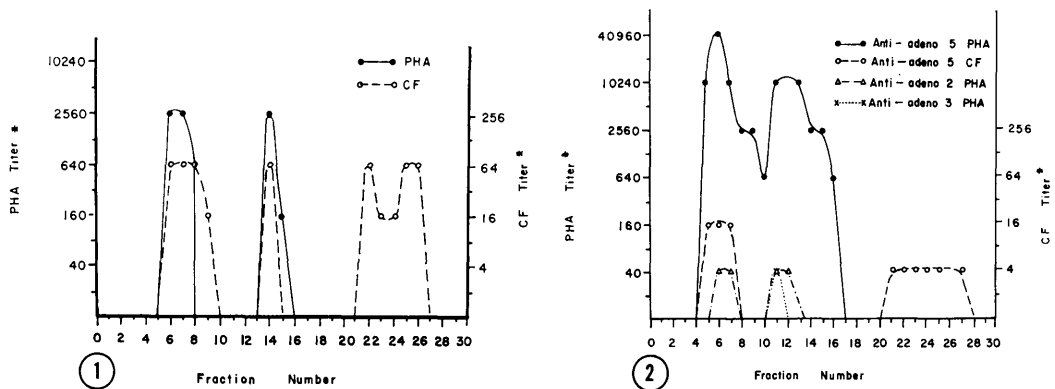 10240
2560
640
160
40
PHA Titer *
256
64
16
4
CF Titer *
PHA
CF
0 2 4 6 8 10 12 14 16 18 20 22 24 26 28 30
Fraction Number
1
40960
10240
2560
640
160
40
PHA Titer *
256
64
16
4
CF Titer *
Anti-adeno 5 PHA
Anti-adeno 5 CF
Anti-adeno 2 PHA
Anti-adeno 3 PHA
0 2 4 6 8 10 12 14 16 18 20 22 24 26 28 30
Fraction Number
2